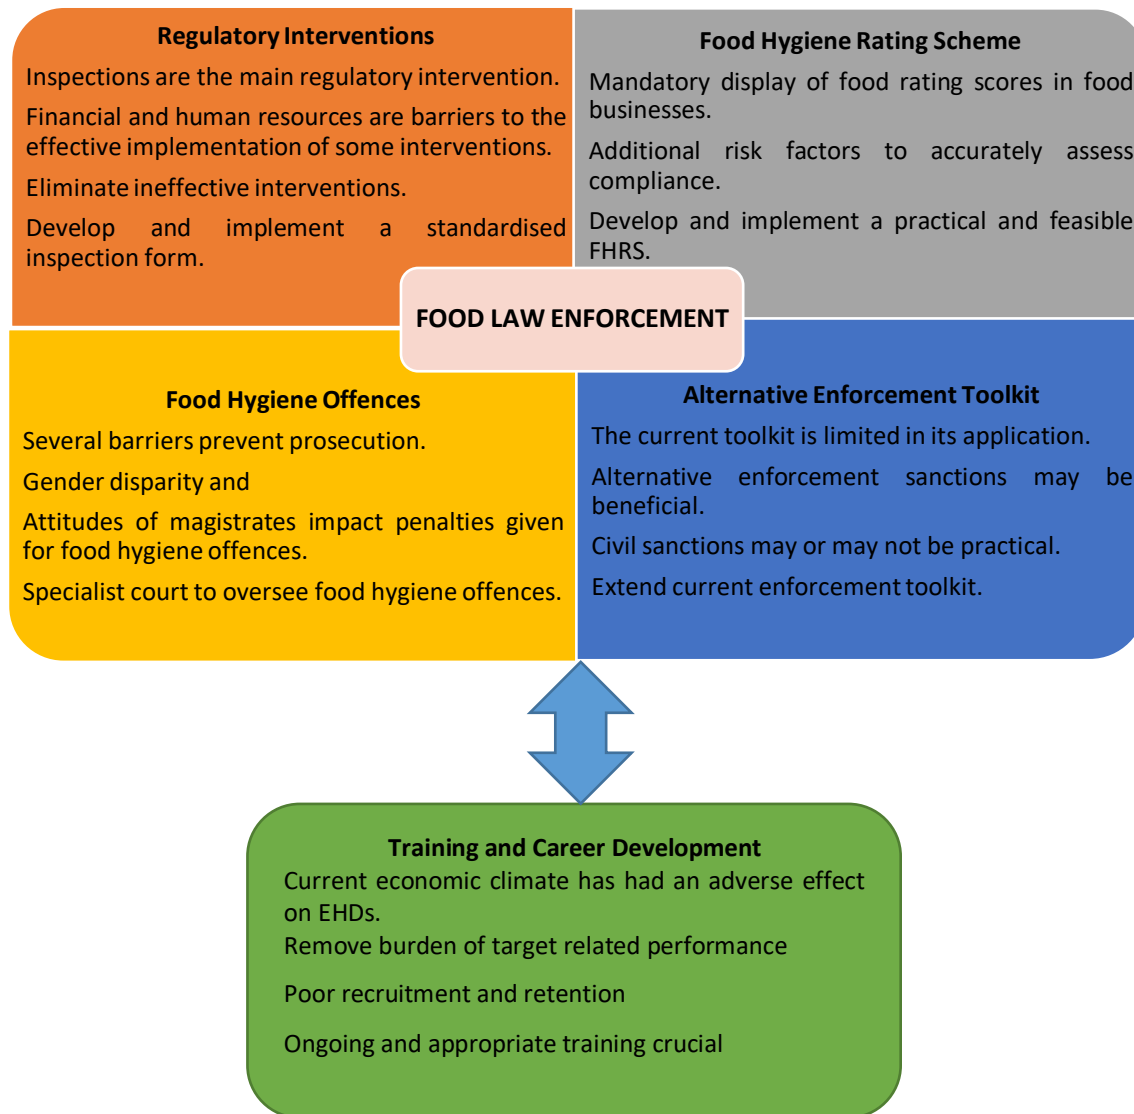 Regulatory Interventions
Inspections are the main regulatory intervention.
Financial and human resources are barriers to the
effective implementation of some interventions.
Eliminate ineffective interventions.
Develop and implement a standardised
inspection form.
Food Hygiene Rating Scheme
Mandatory display of food rating scores in food
businesses.
Additional risk factors to accurately assess
compliance.
Develop and implement a practical and feasible
FHRS.
FOOD LAW ENFORCEMENT
Food Hygiene Offences
Several barriers prevent prosecution.
Gender disparity and
Attitudes of magistrates impact penalties given
for food hygiene offences.
Specialist court to oversee food hygiene offences.
Alternative Enforcement Toolkit
The current toolkit is limited in its application.
Alternative enforcement sanctions may be
beneficial.
Civil sanctions may or may not be practical.
Extend current enforcement toolkit.
Training and Career Development
Current economic climate has had an adverse effect
on EHDs.
Remove burden of target related performance
Poor recruitment and retention
Ongoing and appropriate training crucial